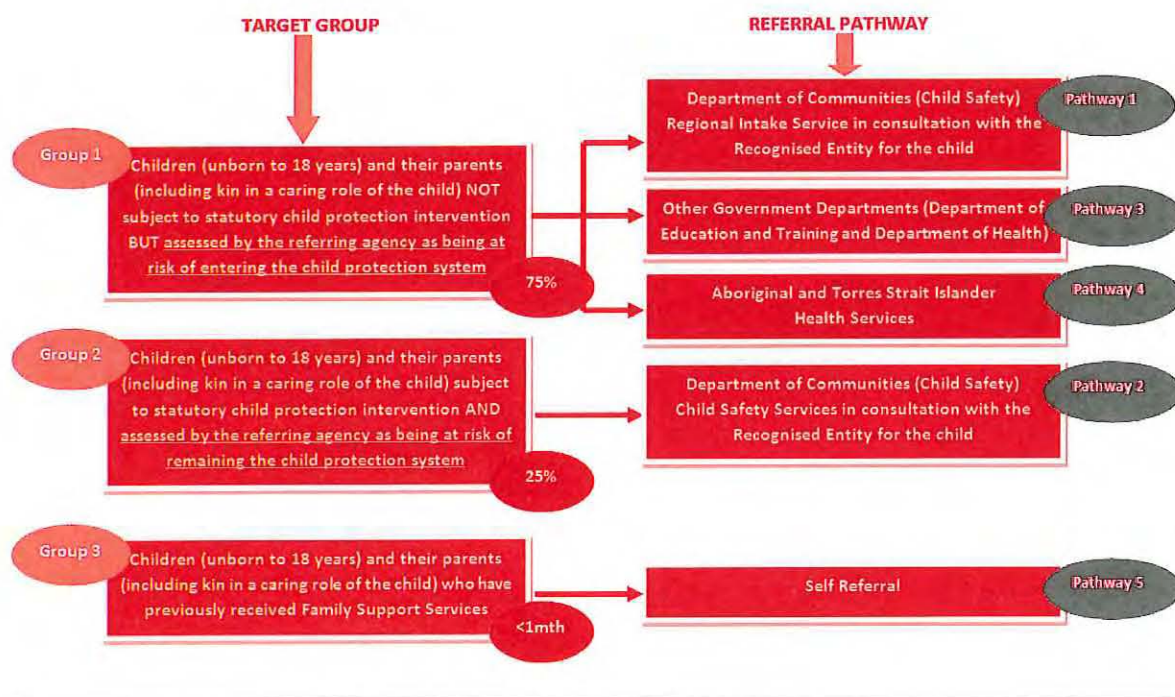 TARGET GROUP
REFERRAL PATHWAY
Group 1
Children (unborn to 18 years) and their parents
(including kin in a caring role of the child) NOT
subject to statutory child protection intervention
BUT assessed by the referring agency as being at
risk of entering the child protection system
75%
Department of Communities (Child Safety)
Regional Intake Service in consultation with the
Recognised Entity for the child
Pathway 1
Other Government Departments (Department of
Education and Training and Department of Health)
Pathway 3
Aboriginal and Torres Strait Islander
Health Services
Pathway 4
Group 2
Children (unborn to 18 years) and their parents
(including kin in a caring role of the child) subject
to statutory child protection intervention AND
assessed by the referring agency as being at risk of
remaining the child protection system
25%
Department of Communities (Child Safety)
Child Safety Services in consultation with the
Recognised Entity for the child
Pathway 2
Group 3
Children (unborn to 18 years) and their parents
(including kin in a caring role of the child) who have
previously received Family Support Services
<1mth
Self Referral
Pathway 5